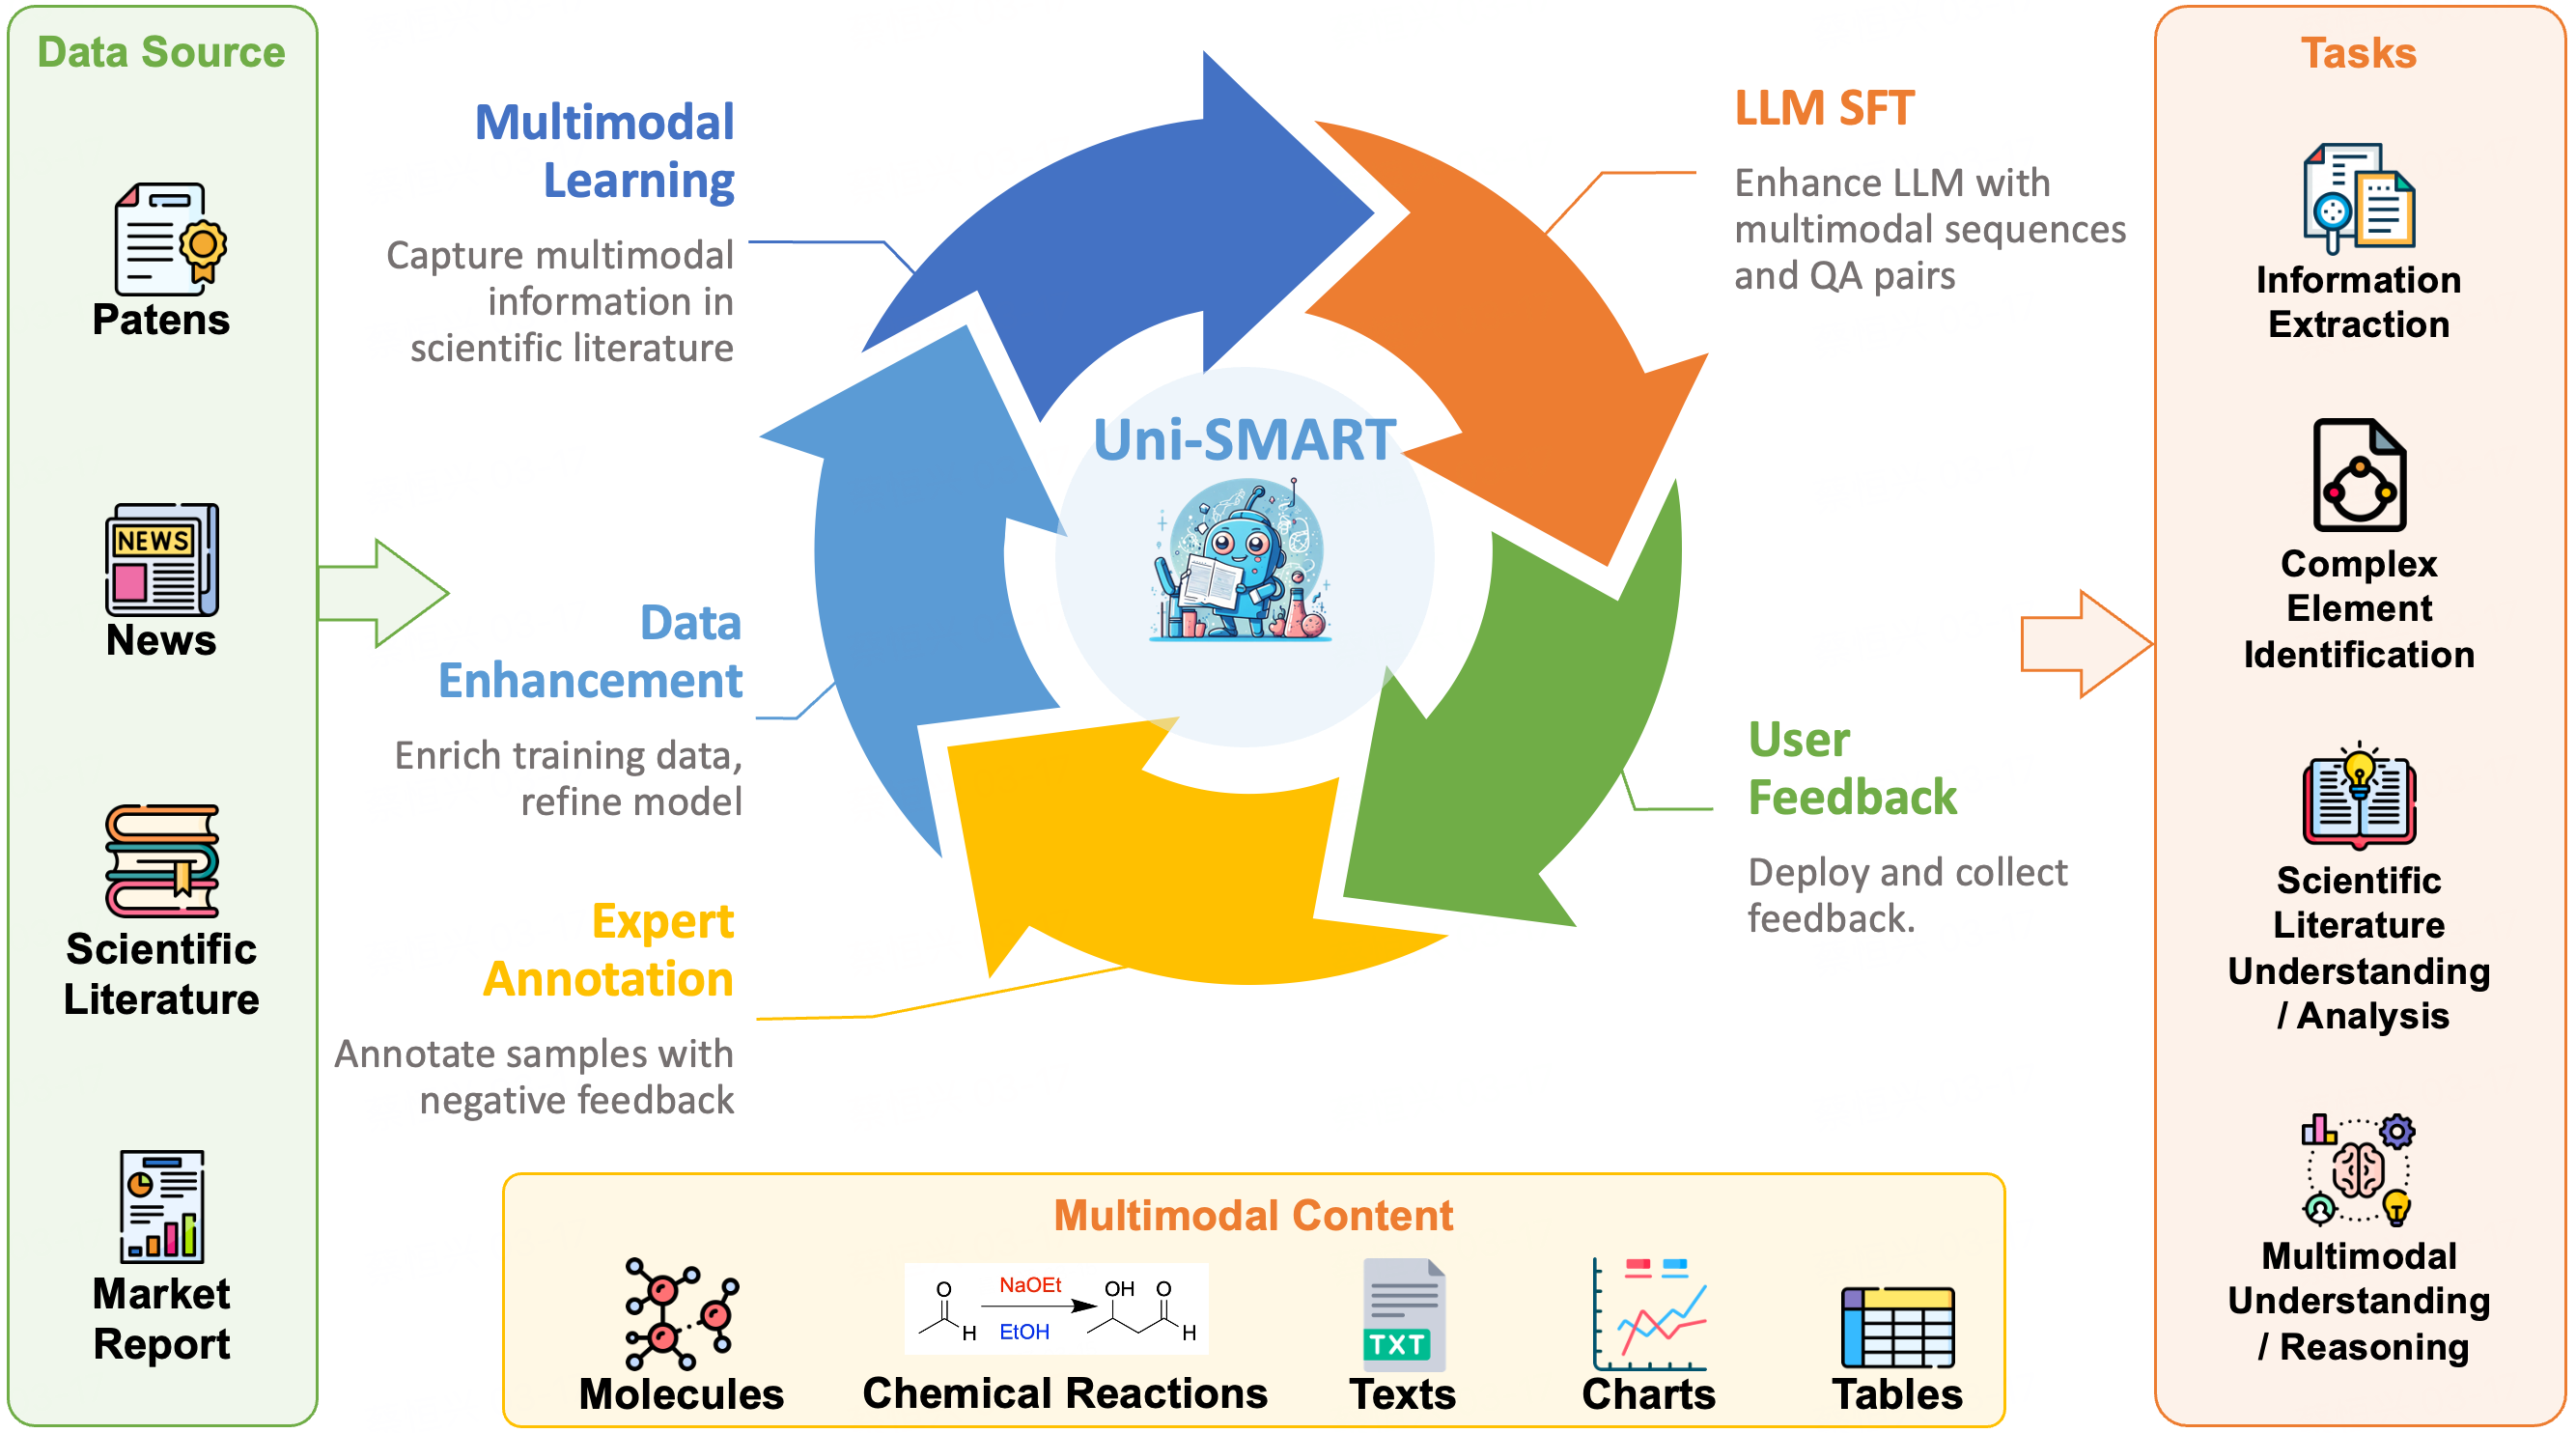 Data Source
Patens
NEWS
News
Scientific
Literature
Market
Report
Multimodal
Learning
Capture multimodal
information in
scientific literature
LLM SFT
Enhance LLM with
multimodal sequences
and QA pairs
Uni-SMART
Data
Enhancement
Enrich training data,
refine model
User
Feedback
Deploy and collect
feedback.
Expert
Annotation
Annotate samples with
negative feedback
Multimodal Content
Molecules
O
H
NaOEt
EtOH
OH
O
H
Chemical Reactions
TXT
Texts
Charts
Tables
Tasks
Information
Extraction
Complex
Element
Identification
Scientific
Literature
Understanding
/ Analysis
Multimodal
Understanding
/ Reasoning